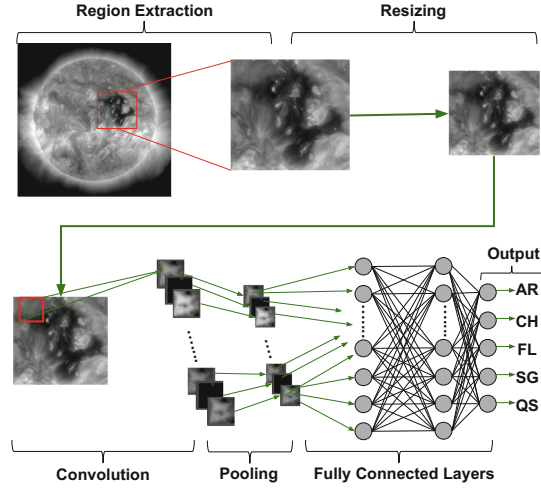 Region Extraction
Resizing
Output
AR
CH
FL
SG
QS
Convolution
Pooling
Fully Connected Layers